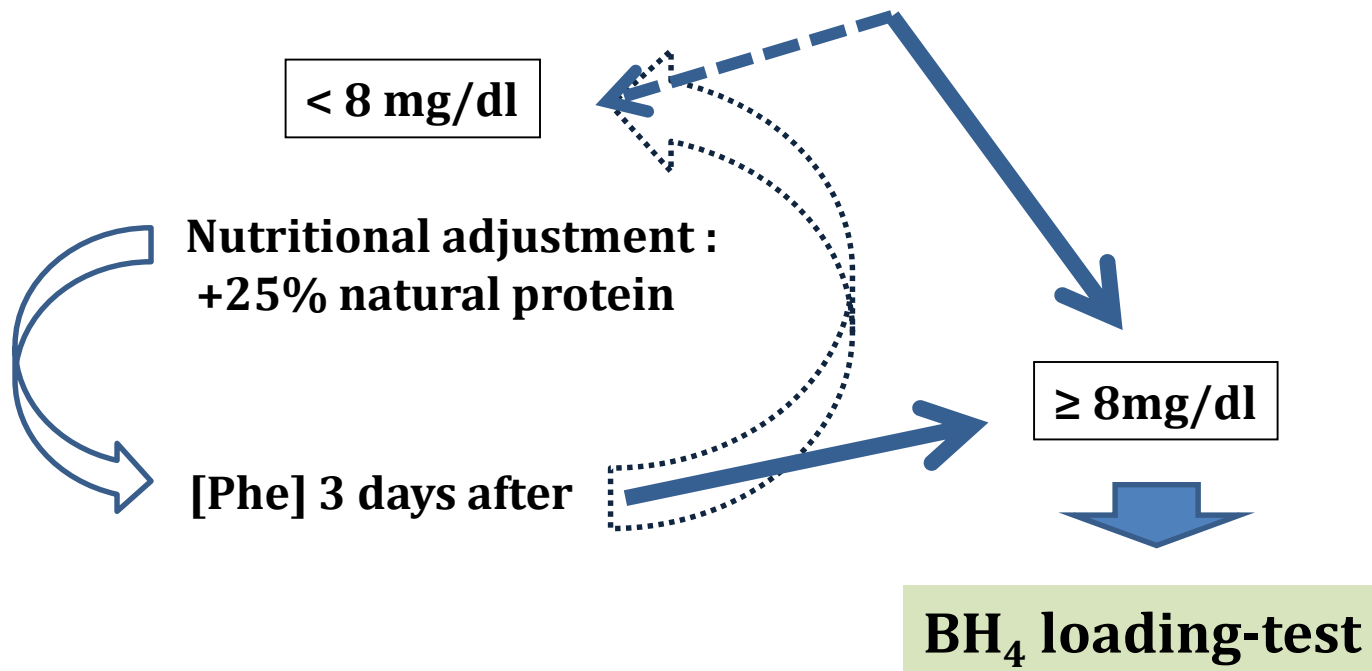 < 8 mg/dl
Nutritional adjustment :
+25% natural protein
≥ 8mg/dl
[Phe] 3 days after
BH₄ loading-test